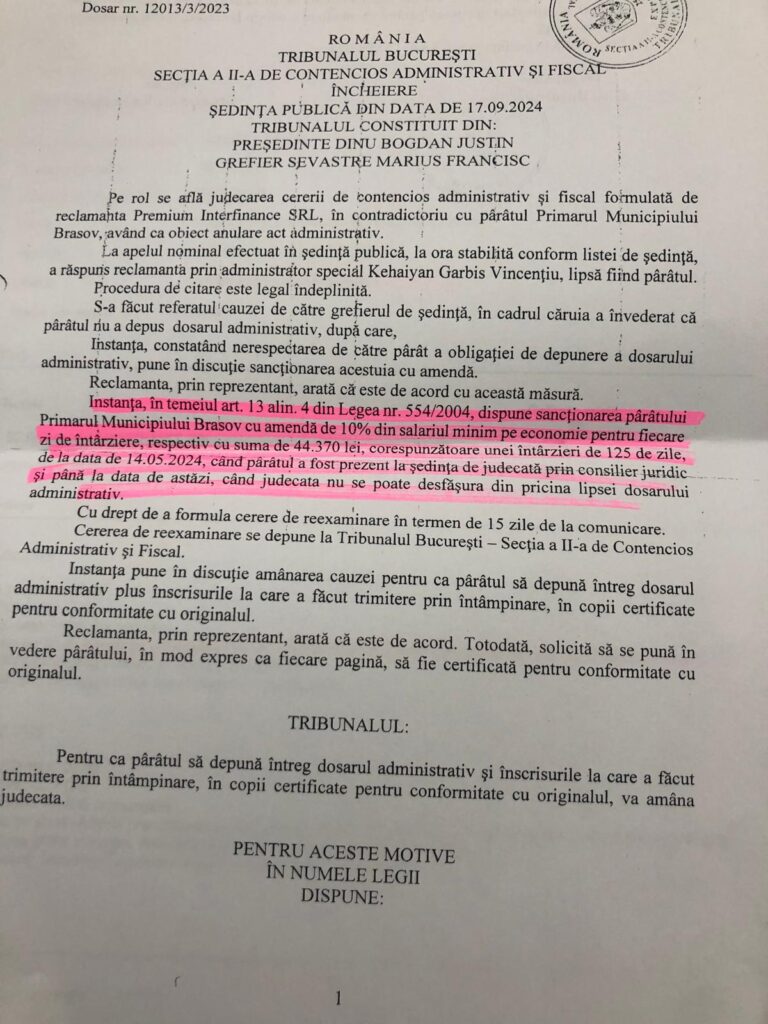 Dosar nr. 12013/3/2023
ROMÂNIA
TRIBUNALUL BUCUREŞTI
SECŢIA A II-A DE CONTENCIOS ADMINISTRATIV ŞI FISCAL
ÎNCHEIERE
ŞEDINŢA PUBLICĂ DIN DATA DE 17.09.2024
TRIBUNALUL CONSTITUIT DIN:
PREŞEDINTE DINU BOGDAN JUSTIN
GREFIER SEVASTRE MARIUS FRANCISC
Pe rol se află judecarea cererii de contencios administrativ şi fiscal formulată de
reclamanta Premium Interfinance SRL, în contradictoriu cu pârâtul Primarul Municipiului
Brasov, având ca obiect anulare act administrativ.
La apelul nominal efectuat în şedinţă publică, la ora stabilită conform listei de şedinţă,
a răspuns reclamanta prin administrator special Kehaiyan Garbis Vincenţiu, lipsă fiind pârâtul.
Procedura de citare este legal îndeplinită.
S-a făcut referatul cauzei de către grefierul de şedinţă, în cadrul căruia a învederat că
pârâtul nu a depus dosarul administrativ, după care,
Instanţa, constatând nerespectarea de către pârât a obligaţiei de depunere a dosarului
administrativ, pune în discuţie sancţionarea acestuia cu amendă.
Reclamanta, prin reprezentant, arată că este de acord cu această măsură.
Instanţa, în temeiul art. 13 alin. 4 din Legea nr. 554/2004, dispune sancţionarea pârâtului
Primarul Municipiului Brasov cu amendă de 10% din salariul minim pe economie pentru fiecare
zi de întârziere, respectiv cu suma de 44.370 lei, corespunzătoare unei întârzieri de 125 de zile,
de la data de 14.05.2024, când pârâtul a fost prezent la şedinţa de judecată prin consilier juridic
şi până la data de astăzi, când judecata nu se poate desfăşura din pricina lipsei dosarului
administrativ.
Cu drept de a formula cerere de reexaminare în termen de 15 zile de la comunicare.
Cererea de reexaminare se depune la Tribunalul Bucureşti – Secţia a II-a de Contencios
Administrativ şi Fiscal.
Instanţa pune în discuţie amânarea cauzei pentru ca pârâtul să depună întreg dosarul
administrativ plus înscrisurile la care a făcut trimitere prin întâmpinare, în copii certificate
pentru conformitate cu originalul.
Reclamanta, prin reprezentant, arată că este de acord. Totodată, solicită să se pună în
vedere pârâtului, în mod expres ca fiecare pagină, să fie certificată pentru conformitate cu
originalul.
TRIBUNALUL:
Pentru ca pârâtul să depună întreg dosarul administrativ şi înscrisurile la care a făcut
trimitere prin întâmpinare, în copii certificate pentru conformitate cu originalul, va amâna
judecata.
PENTRU ACESTE MOTIVE
ÎN NUMELE LEGII
DISPUNE:
1